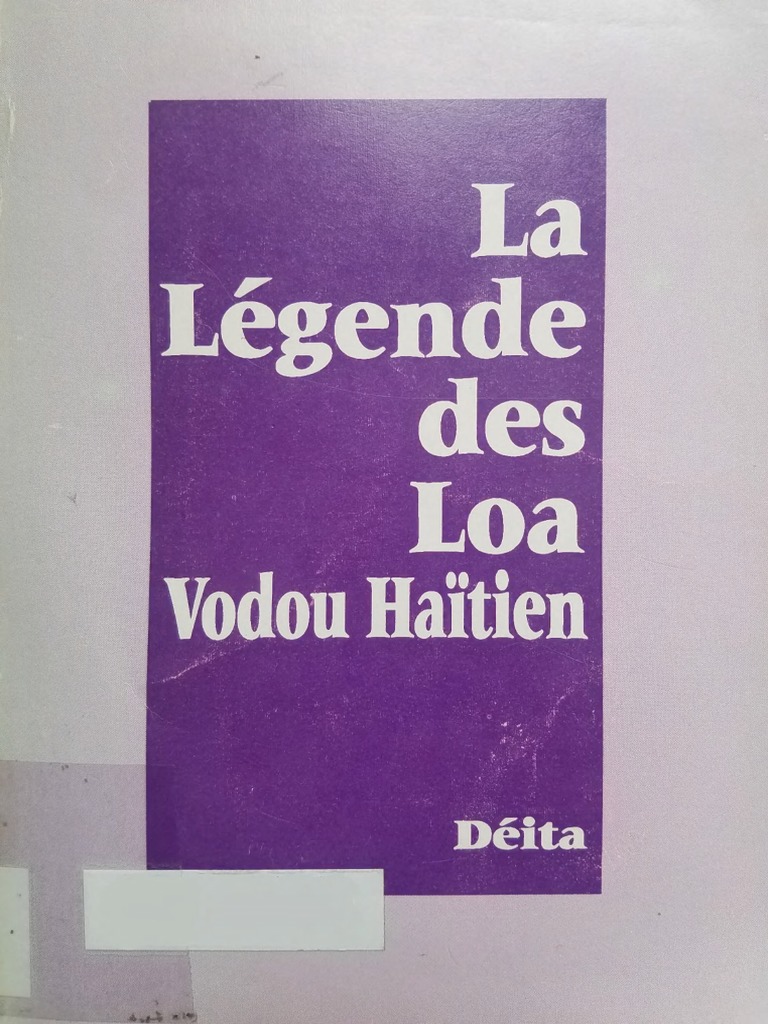 La
Légende
des
Loa
Vodou Haïtien
Déita